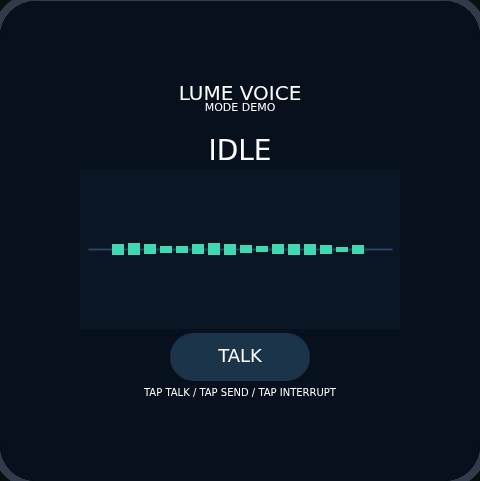 LUME VOICE
MODE DEMO
IDLE
TALK
TAP TALK / TAP SEND / TAP INTERRUPT